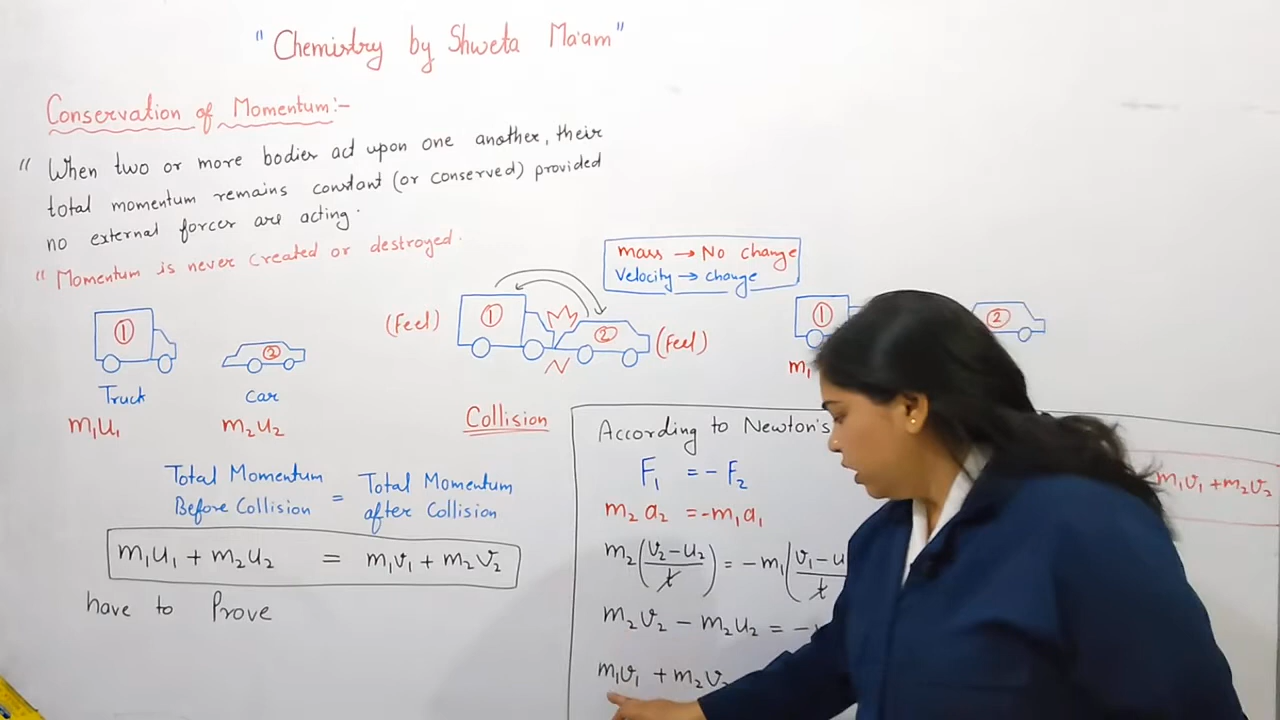 "Chemistry by Shweta Ma'am"
Conservation of Momentum:-
" When two or more bodies act upon one another, their
total momentum remains constant (or conserved) provided
no external forces are acting.
" Momentum is never created or destroyed.
mass → No change
Velocity → change
1
Truck
m₁u₁
2
Car
m₂u₂
(Feel)
1
2
(Feel)
Collision
1
m₁
2
Total Momentum Before Collision = Total Momentum after Collision
m₁u₁ + m₂u₂ = m₁v₁ + m₂v₂
have to Prove
According to Newton's
F₁ = - F₂
m₂a₂ = -m₁a₁
m₂(v₂-u₂/t) = -m₁(v₁-u/t
m₂v₂ - m₂u₂ = -
m₁v₁ + m₂v₂
m₁v₁ + m₂v₂